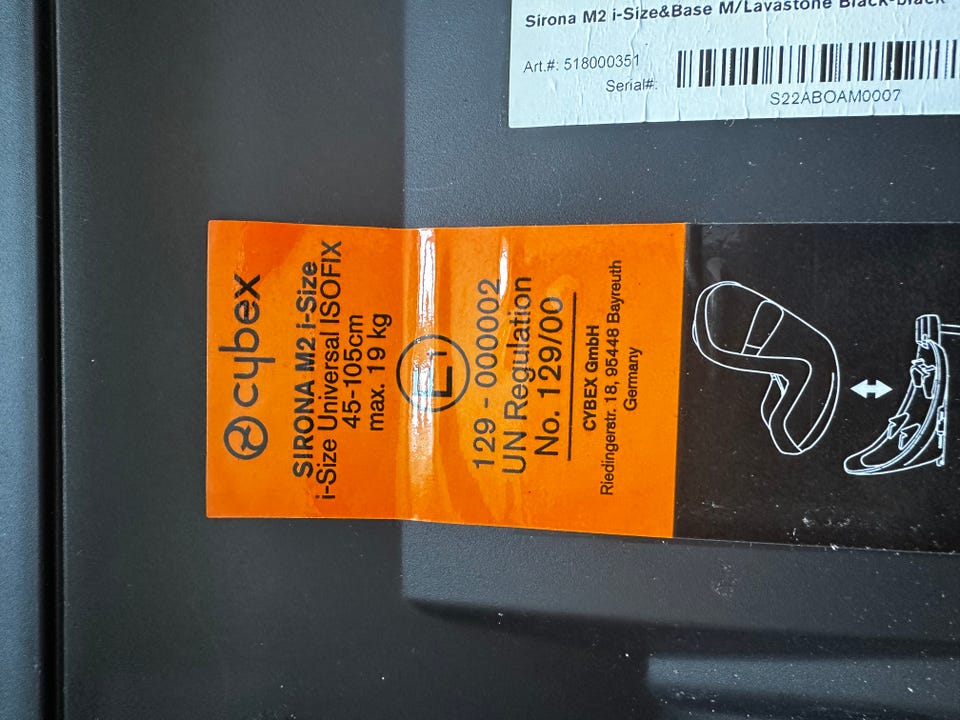 Sirona M2 i-Size&Base M/Lavastone Black-black
Art.#: 518000351
Serial#:
S22ABOAM0007
cybex
SIRONA M2 i-Size
i-Size Universal ISOFIX
45-105cm
max. 19 kg
E1
129 - 000002
UN Regulation
No. 129/00
CYBEX GmbH
Riedingerstr. 18, 95448 Bayreuth
Germany